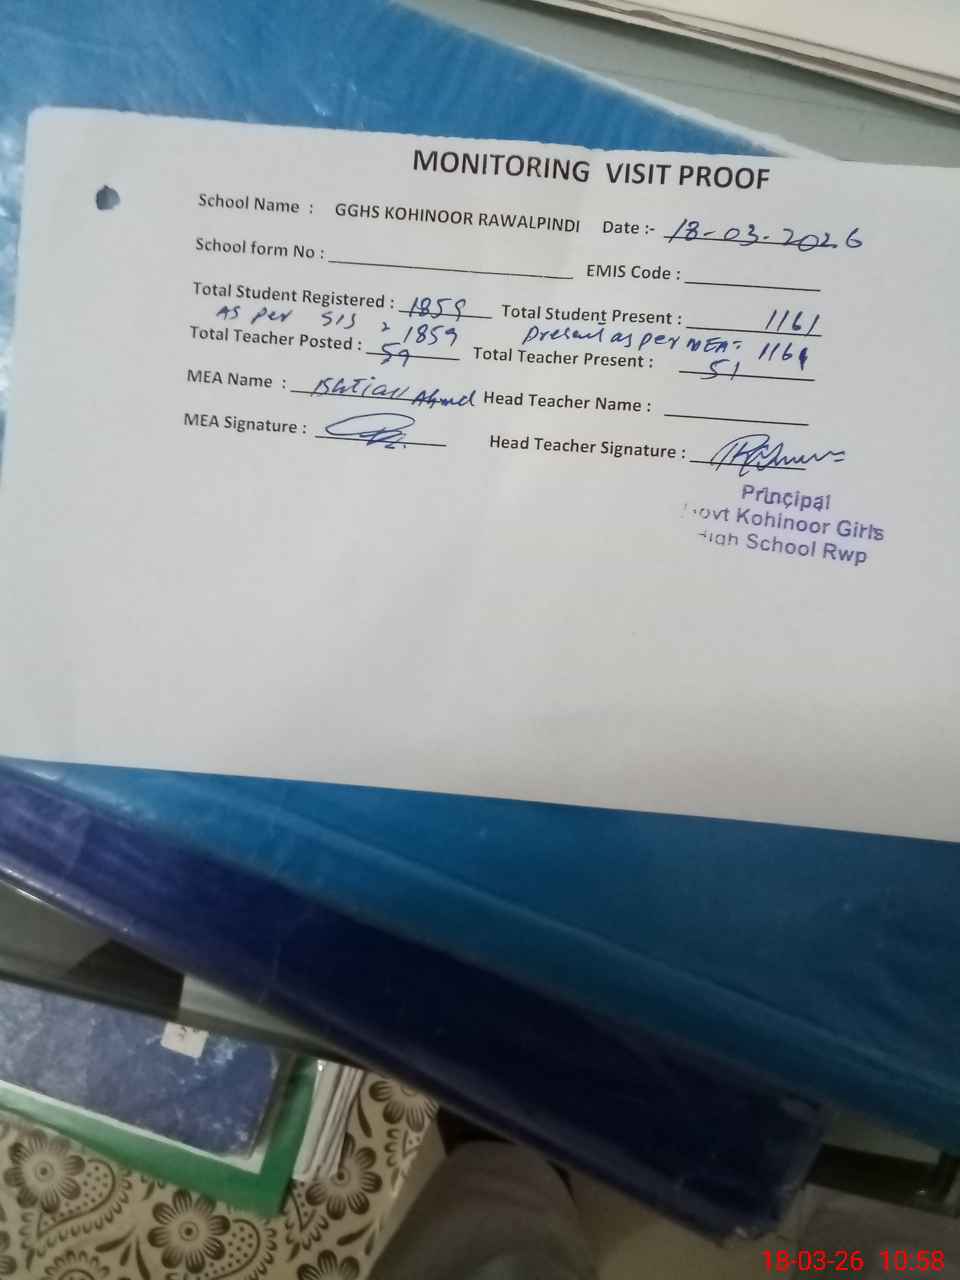 MONITORING VISIT PROOF
School Name : GGHS KOHINOOR RAWALPINDI Date :- 18-03-2026
School form No : EMIS Code :
Total Student Registered : 1859 Total Student Present : 1161
As per SIS 1859 present as per MEA = 1161
Total Teacher Posted : 59 Total Teacher Present : 51
MEA Name : Ishtiaq Ahmed Head Teacher Name :
MEA Signature : Head Teacher Signature :
Principal
Govt Kohinoor Girls
High School Rwp
18-03-26 10:58